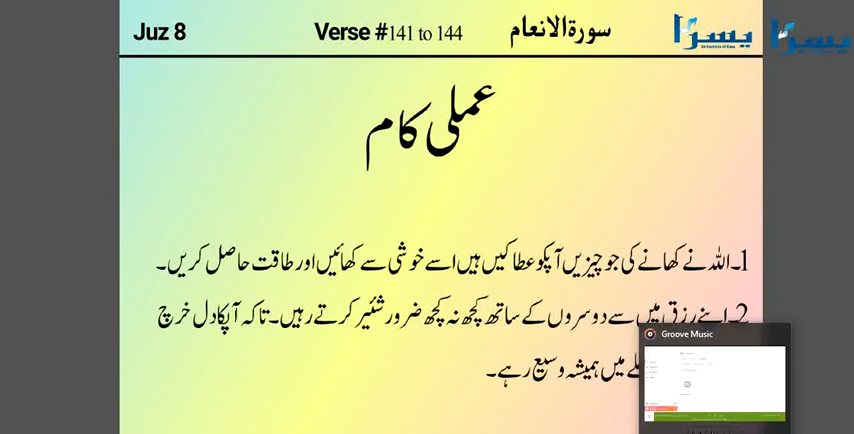 Juz 8 Verse #141 to 144 سورۃ الانعام یسرا
عملی کام
1۔اللہ نے کھانے کی جو چیزیں آپکو عطا کیں ہیں اسے خوشی سے کھائیں اور طاقت حاصل کریں۔
2۔اپنے رزق میں سے دوسروں کے ساتھ کچھ نہ کچھ ضرور شئیر کرتے رہیں۔تاکہ آپکا دل خرچ
میں ہمیشہ وسیع رہے۔
Groove Music